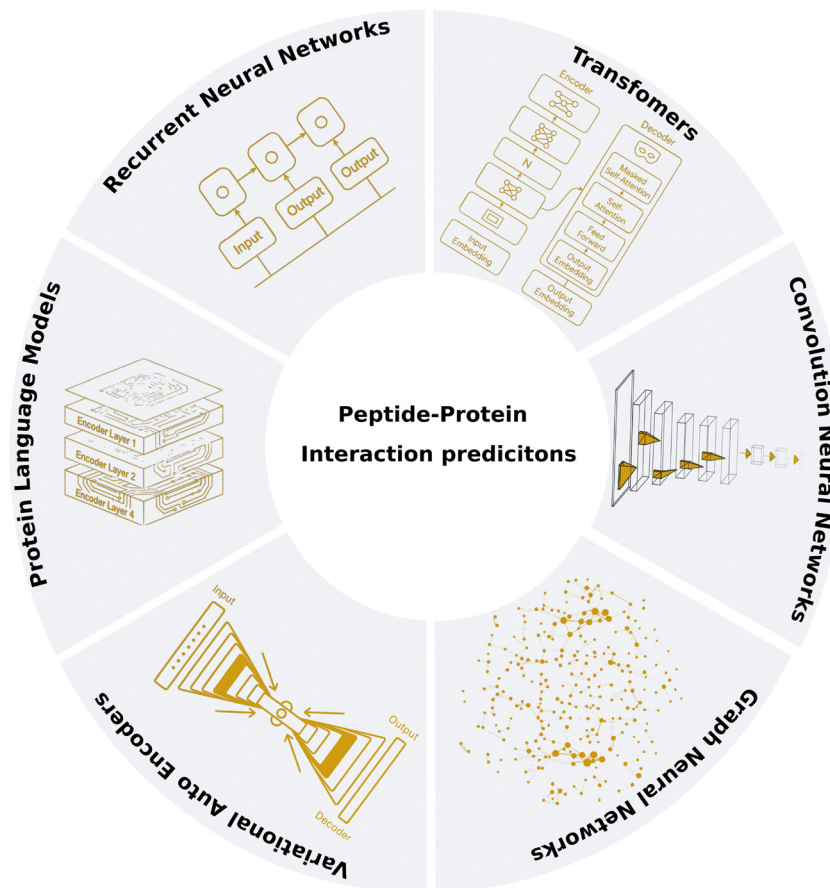 Recurrent Neural Networks
Input
Output
Output
Transfomers
Encoder
N
Input
Embedding
Decoder
Masked
Self-Attention
Self-
Attention
Feed
Forward
Output
Embedding
Output
Embedding
Convolution Neural Networks
Graph Neural Networks
Variational Auto Encoders
Input
Output
Decoder
Protein Language Models
Encoder Layer 1
Encoder Layer 2
Encoder Layer 4
Peptide-Protein
Interaction predicitons